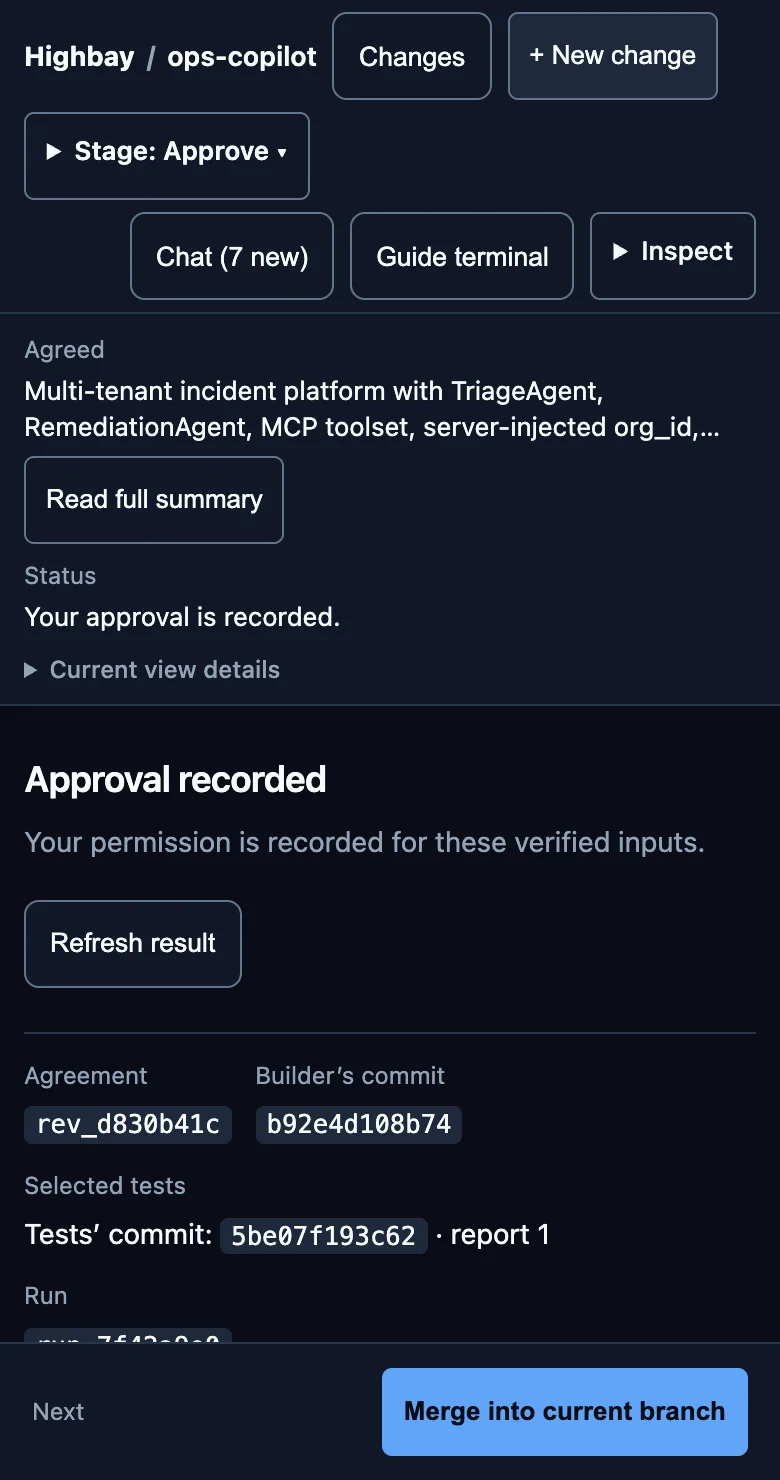 Highbay / ops-copilot
Changes
+ New change
▶ Stage: Approve ▾
Chat (7 new)
Guide terminal
▶ Inspect
Agreed
Multi-tenant incident platform with TriageAgent,
RemediationAgent, MCP toolset, server-injected org_id,...
Read full summary
Status
Your approval is recorded.
▶ Current view details
Approval recorded
Your permission is recorded for these verified inputs.
Refresh result
Agreement
Builder’s commit
rev_d830b41c
b92e4d108b74
Selected tests
Tests’ commit: 5be07f193c62 · report 1
Run
Next
Merge into current branch